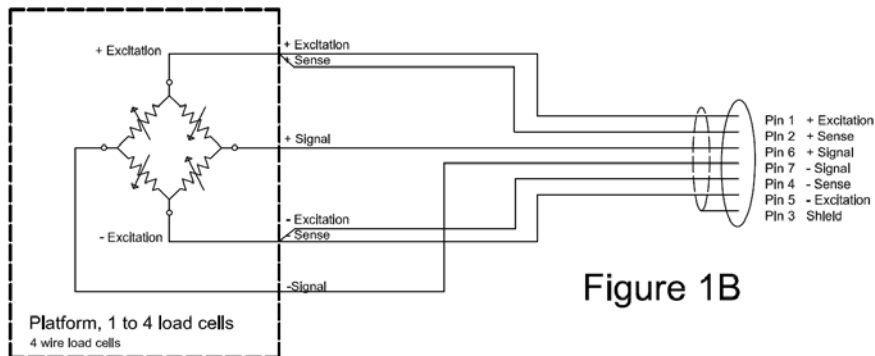 + Excitation
+ Excitation
+ Sense
+ Signal
- Excitation
- Excitation
- Sense
-Signal
Platform, 1 to 4 load cells
4 wire load cells
Pin 1 + Excitation
Pin 2 + Sense
Pin 6 + Signal
Pin 7 - Signal
Pin 4 - Sense
Pin 5 - Excitation
Pin 3 Shield
Figure 1B